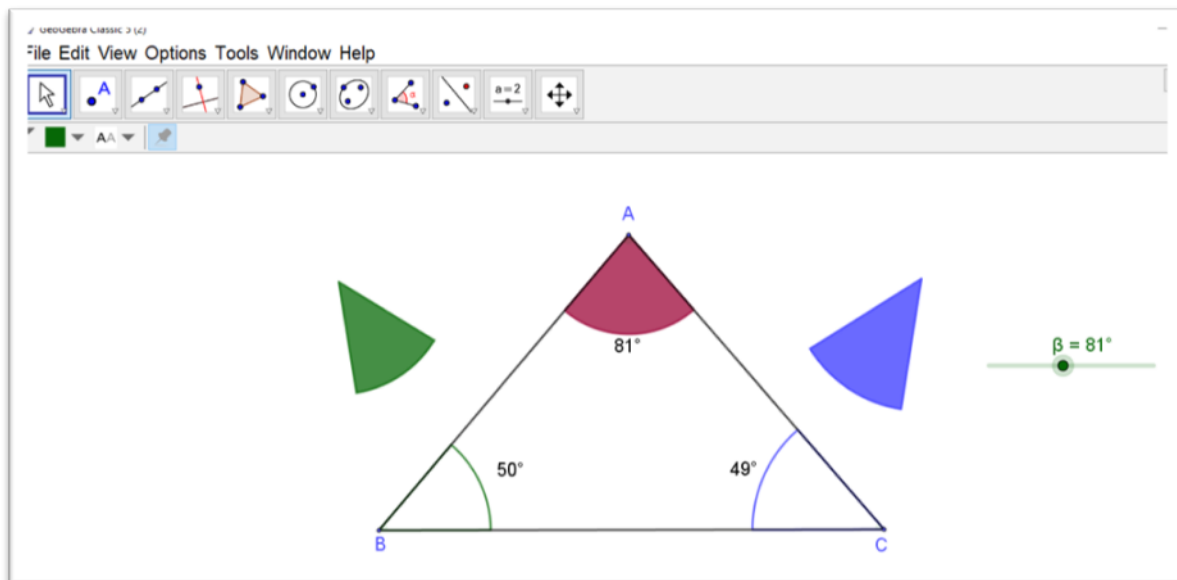 GeoGebra Classic 5 (2)
File Edit View Options Tools Window Help
A α a=2
AA
A
81°
β = 81°
50° 49°
B C